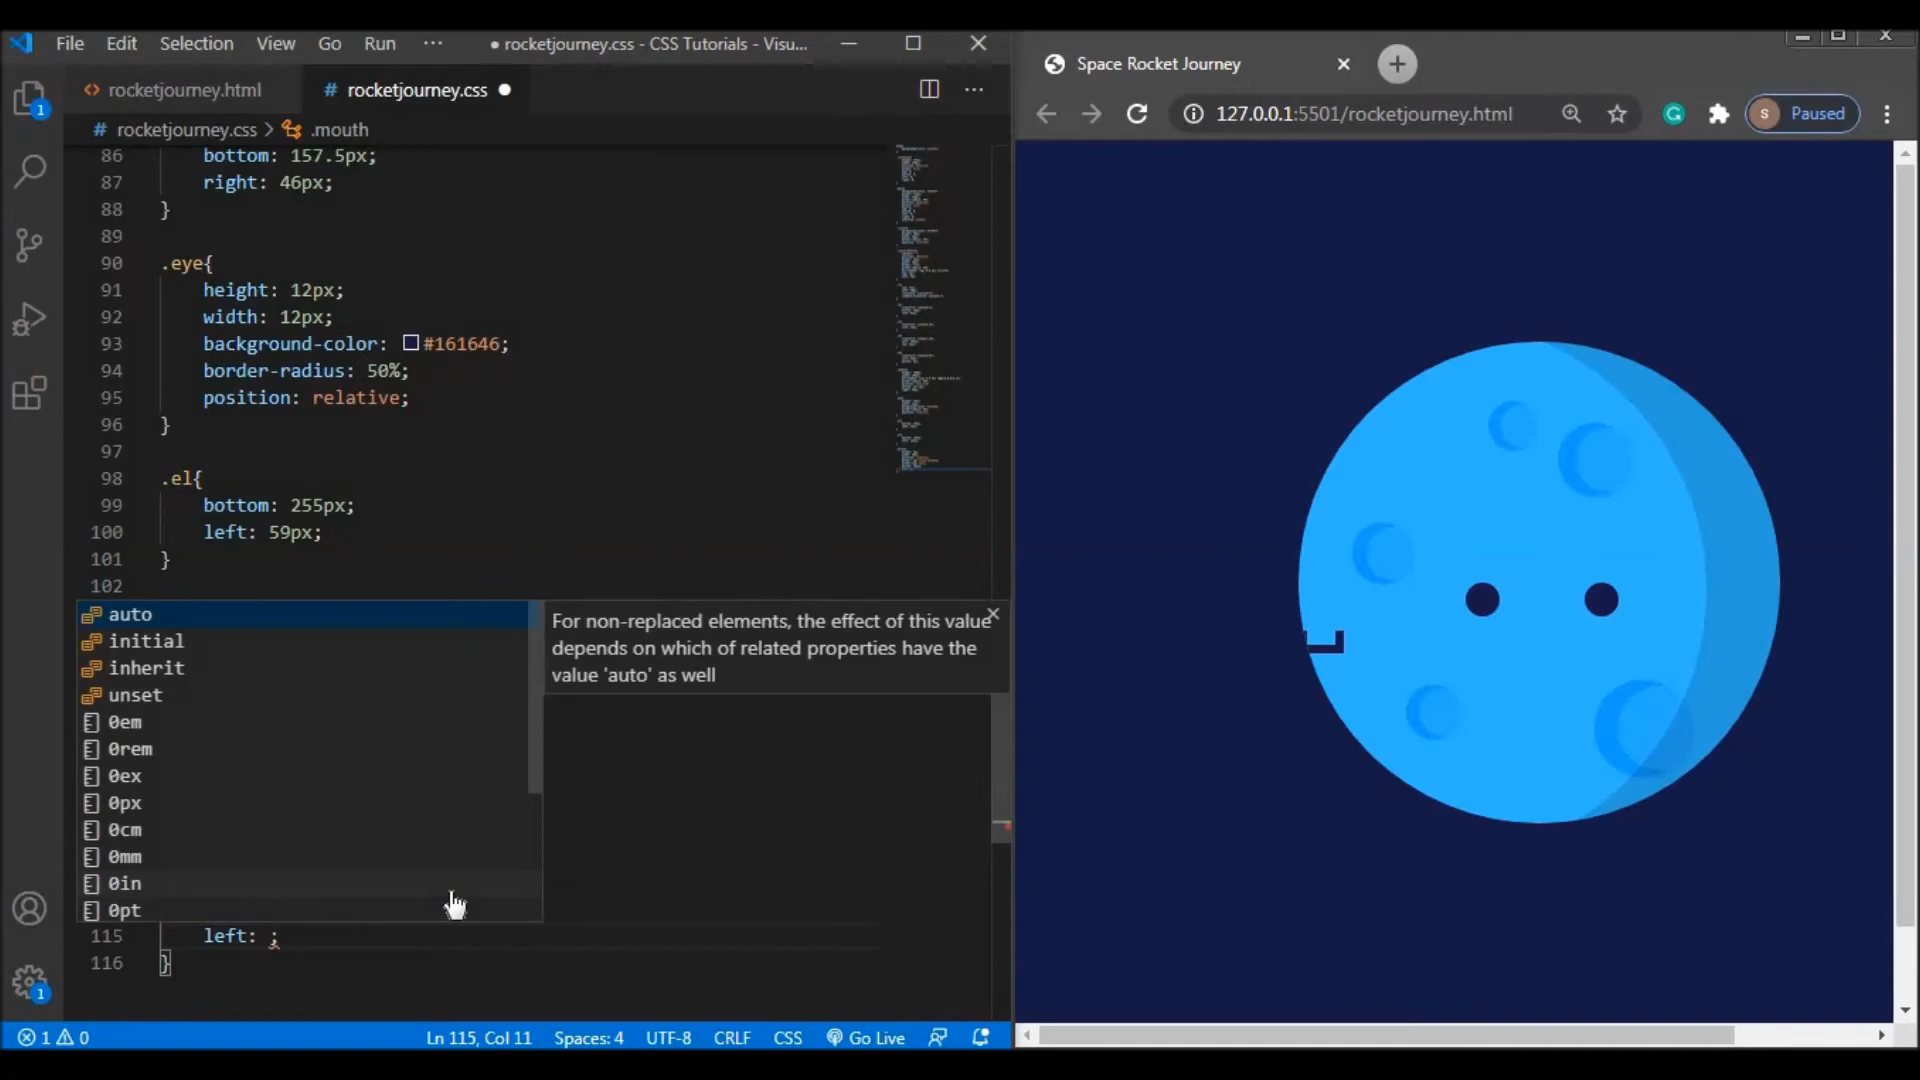 File Edit Selection View Go Run ··· ● rocketjourney.css - CSS Tutorials - Visu...
rocketjourney.html # rocketjourney.css
# rocketjourney.css > .mouth
86 bottom: 157.5px;
87 right: 46px;
88 }
89
90 .eye{
91 height: 12px;
92 width: 12px;
93 background-color: #161646;
94 border-radius: 50%;
95 position: relative;
96 }
97
98 .el{
99 bottom: 255px;
100 left: 59px;
101 }
102
auto
initial
inherit
unset
0em
0rem
0ex
0px
0cm
0mm
0in
0pt
For non-replaced elements, the effect of this value
depends on which of related properties have the
value 'auto' as well
115 left: ;
116 }
1
1
1 0 Ln 115, Col 11 Spaces: 4 UTF-8 CRLF CSS Go Live
Space Rocket Journey
127.0.0.1:5501/rocketjourney.html
s Paused